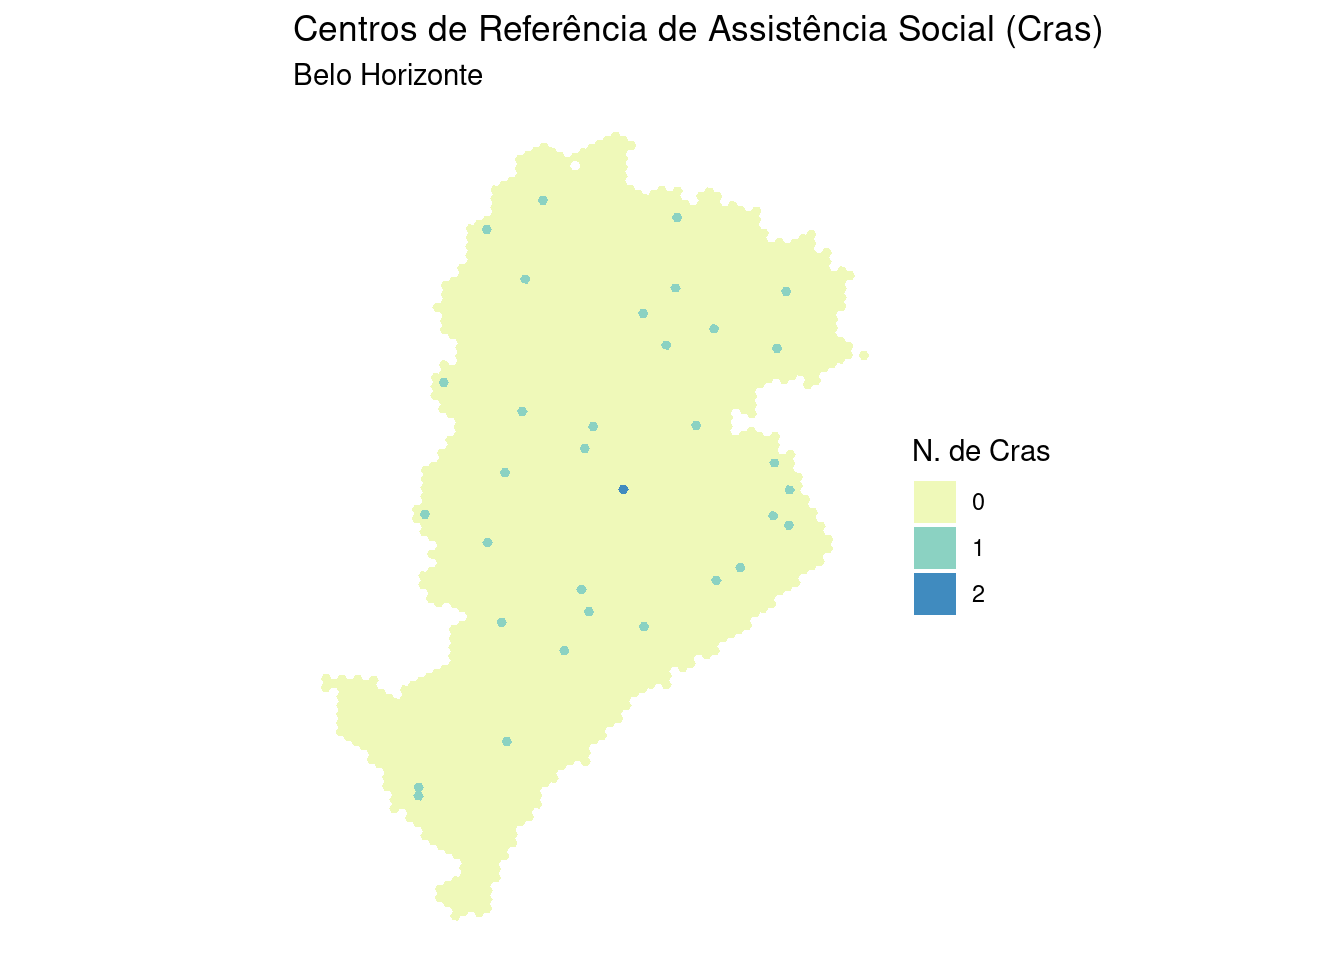 Centros de Referência de Assistência Social (Cras)
Belo Horizonte
N. de Cras
0
1
2